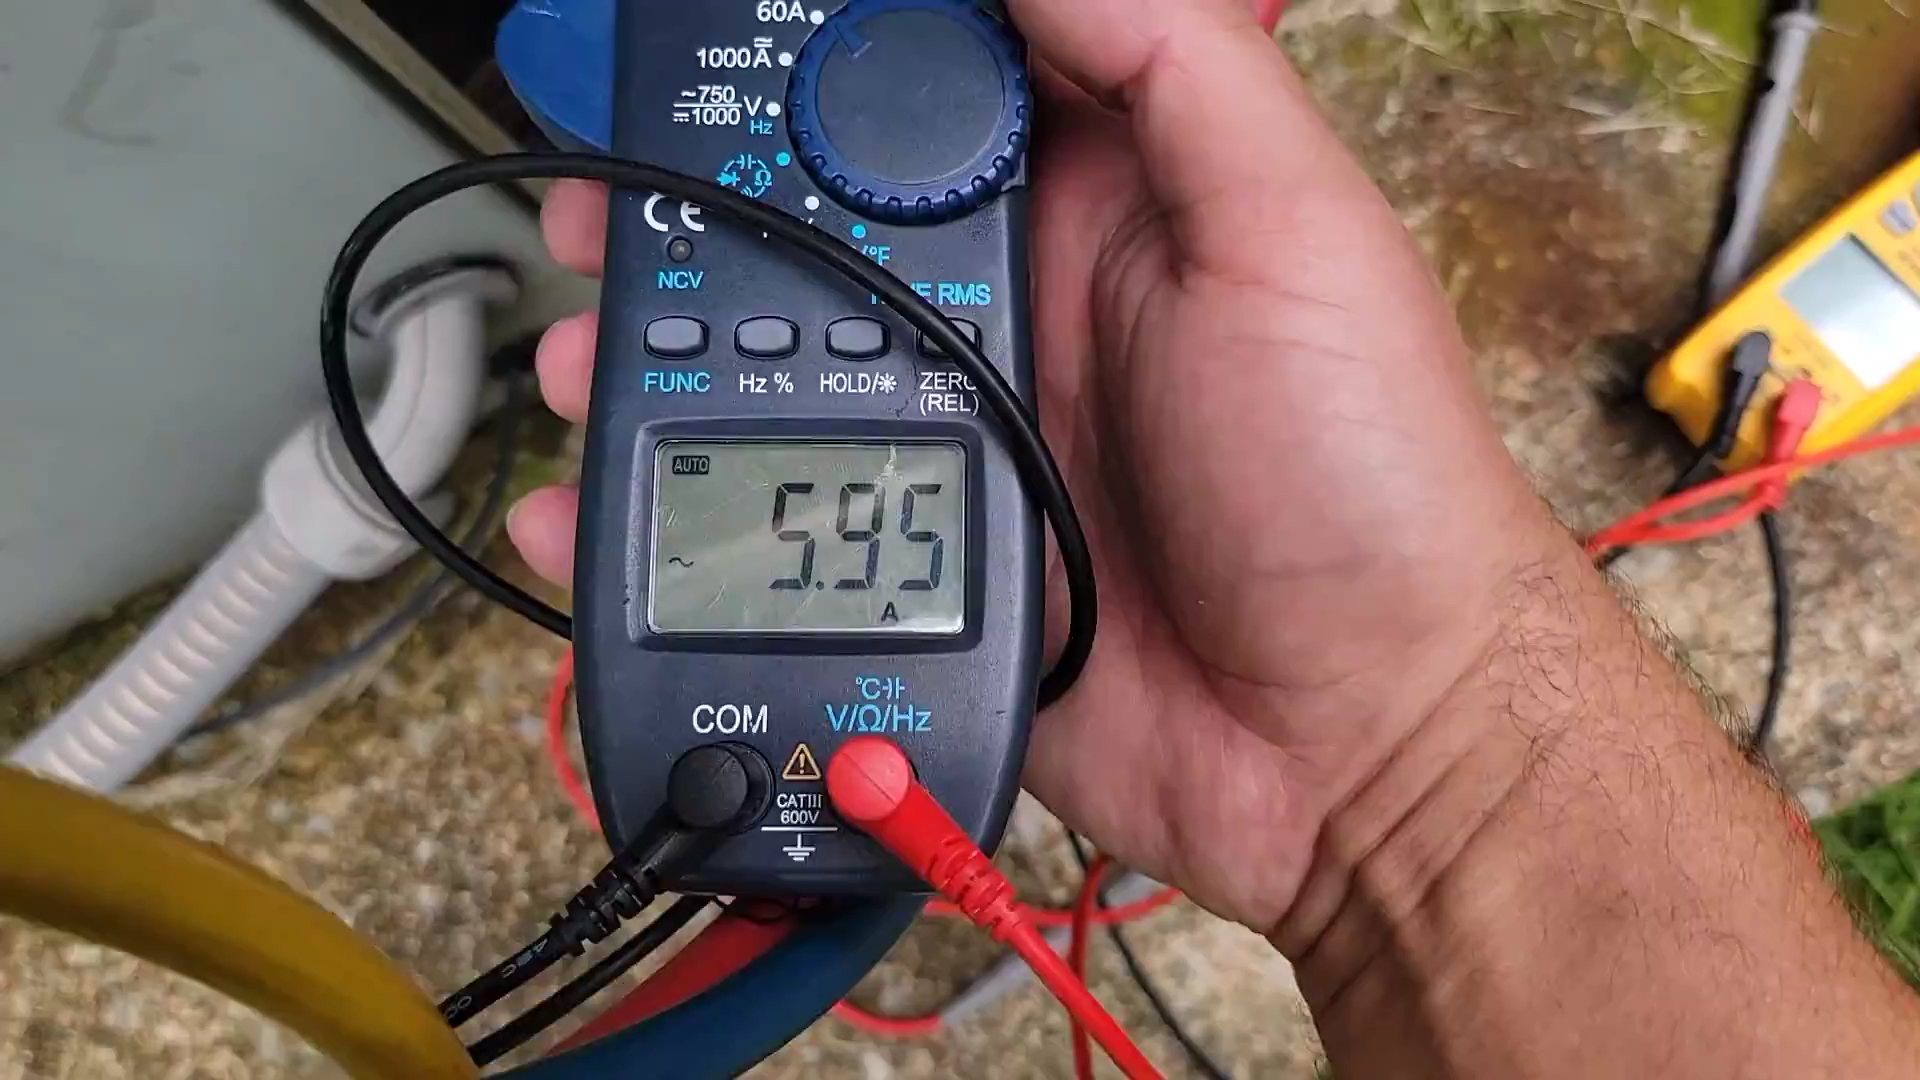 60A
1000A
~750
⎓1000 V
Hz
Ω
CE
/°F
RMS
NCV
FUNC
Hz %
HOLD/☀
ZERO
(REL)
AUTO
~
5.95
A
COM
°C
V/Ω/Hz
CATIII
600V